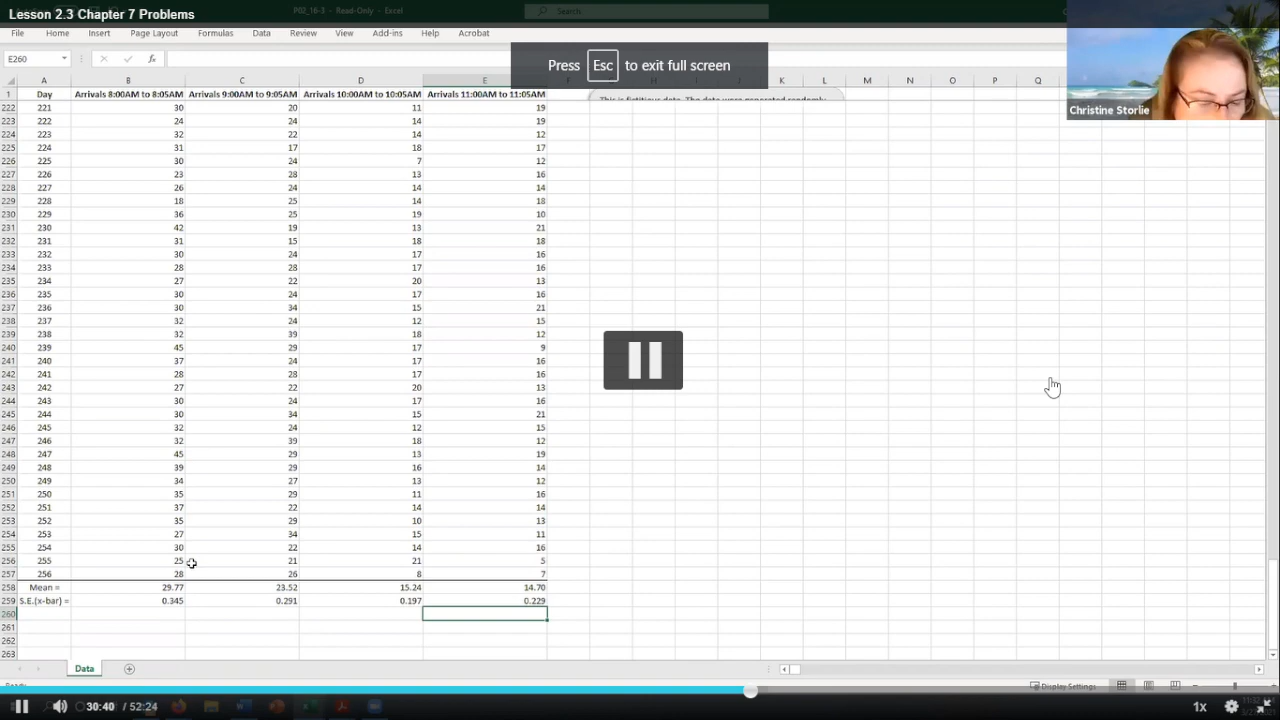 Lesson 2.3 Chapter 7 Problems
P02_16-3 - Read-Only - Excel
Search
File Home Insert Page Layout Formulas Data Review View Add-ins Help Acrobat
Press Esc to exit full screen
Christine Storlie
E260 fx
A B C D E H I J K L M N O P Q
1 Day Arrivals 8:00AM to 8:05AM Arrivals 9:00AM to 9:05AM Arrivals 10:00AM to 10:05AM Arrivals 11:00AM to 11:05AM This is fictitious data. The data were generated randomly
222 221 30 20 11 19
223 222 24 24 14 19
224 223 32 22 14 12
225 224 31 17 18 17
226 225 30 24 7 12
227 226 23 28 13 16
228 227 26 24 14 14
229 228 18 25 14 18
230 229 36 25 19 10
231 230 42 19 13 21
232 231 31 15 18 18
233 232 30 24 17 16
234 233 28 28 17 16
235 234 27 22 20 13
236 235 30 24 17 16
237 236 30 34 15 21
238 237 32 24 12 15
239 238 32 39 18 12
240 239 45 29 17 9
241 240 37 24 17 16
242 241 28 28 17 16
243 242 27 22 20 13
244 243 30 24 17 16
245 244 30 34 15 21
246 245 32 24 12 15
247 246 32 39 18 12
248 247 45 29 13 19
249 248 39 29 16 14
250 249 34 27 13 12
251 250 35 29 11 16
252 251 37 22 14 14
253 252 35 29 10 13
254 253 27 34 15 11
255 254 30 22 14 16
256 255 25 21 21 5
257 256 28 26 8 7
258 Mean = 29.77 23.52 15.24 14.70
259 S.E.(x-bar) = 0.345 0.291 0.197 0.229
260
261
262
263
Data
Display Settings
30:40 / 52:24 1x